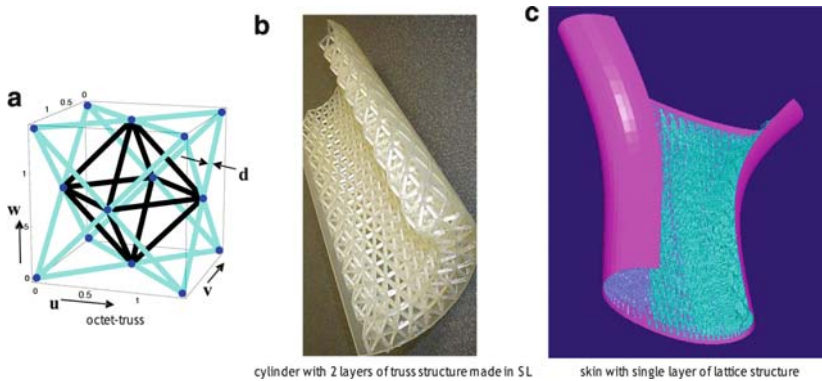 a
b
c
0
0.5
1
1
.5
0
0
0.5
1
w
u
v
d
octet-truss
cylinder with 2 layers of truss structure made in SL
skin with single layer of lattice structure